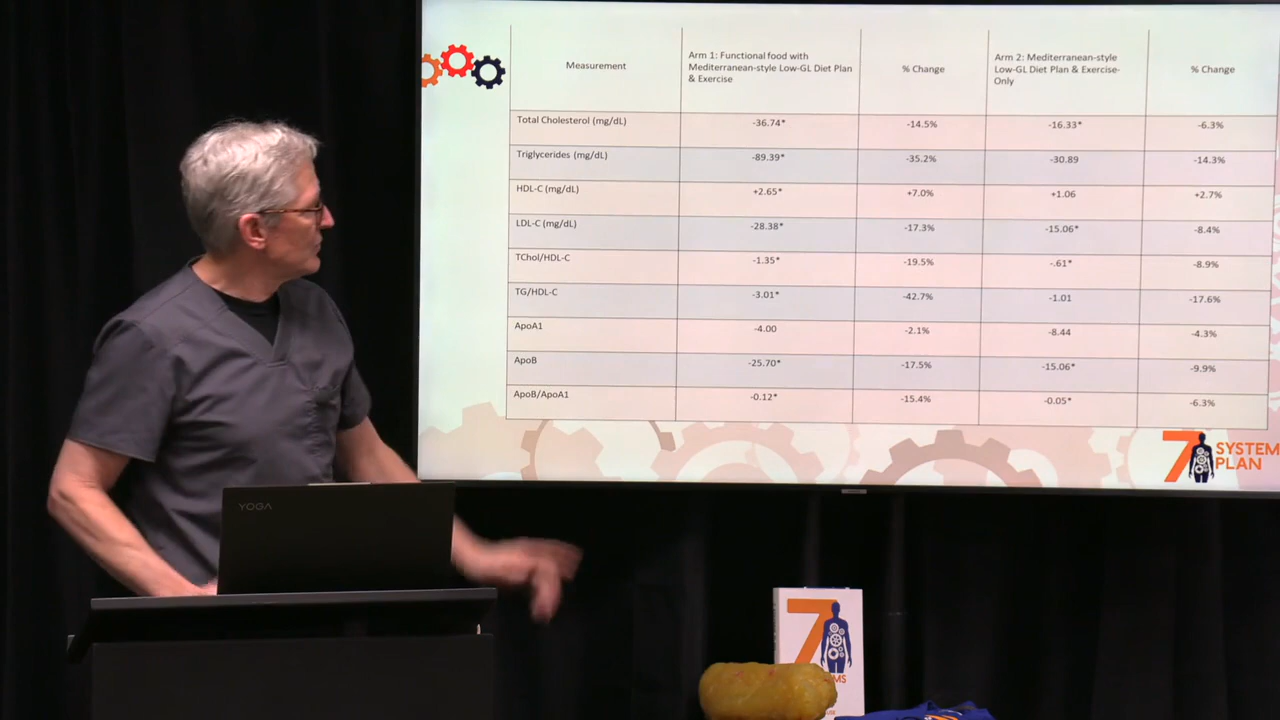 Measurement
Arm 1: Functional food with
Mediterranean-style Low-GL Diet Plan
& Exercise
% Change
Arm 2: Mediterranean-style
Low-GL Diet Plan & Exercise-
Only
% Change
Total Cholesterol (mg/dL) -36.74* -14.5% -16.33* -6.3%
Triglycerides (mg/dL) -89.39* -35.2% -30.89 -14.3%
HDL-C (mg/dL) +2.65* +7.0% +1.06 +2.7%
LDL-C (mg/dL) -28.38* -17.3% -15.06* -8.4%
TChol/HDL-C -1.35* -19.5% -.61* -8.9%
TG/HDL-C -3.01* -42.7% -1.01 -17.6%
ApoA1 -4.00 -2.1% -8.44 -4.3%
ApoB -25.70* -17.5% -15.06* -9.9%
ApoB/ApoA1 -0.12* -15.4% -0.05* -6.3%
7 SYSTEM
PLAN
YOGA
7